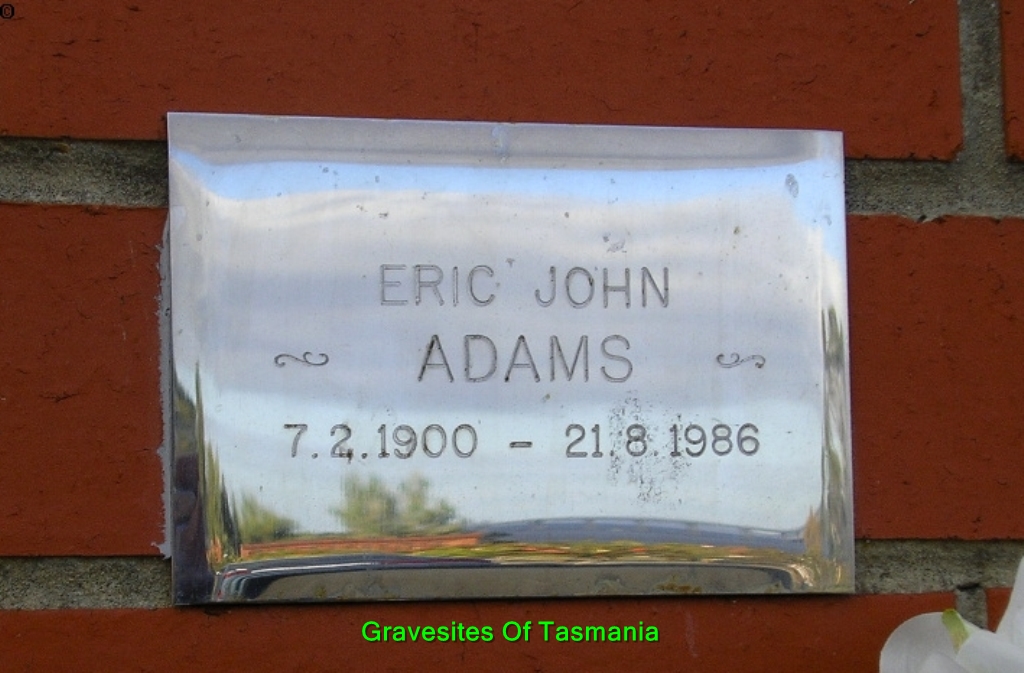 ©
ERIC JOHN
ADAMS
7.2.1900 - 21.8.1986
Gravesites Of Tasmania